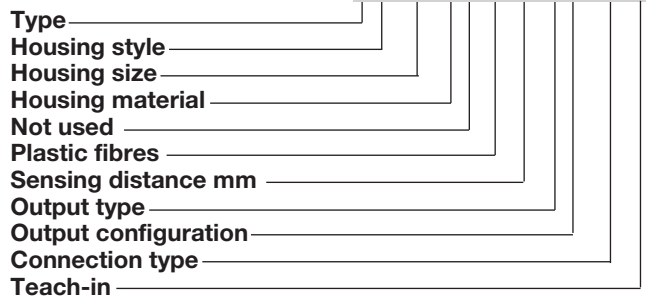 Type
Housing style
Housing size
Housing material
Not used
Plastic fibres
Sensing distance mm
Output type
Output configuration
Connection type
Teach-in